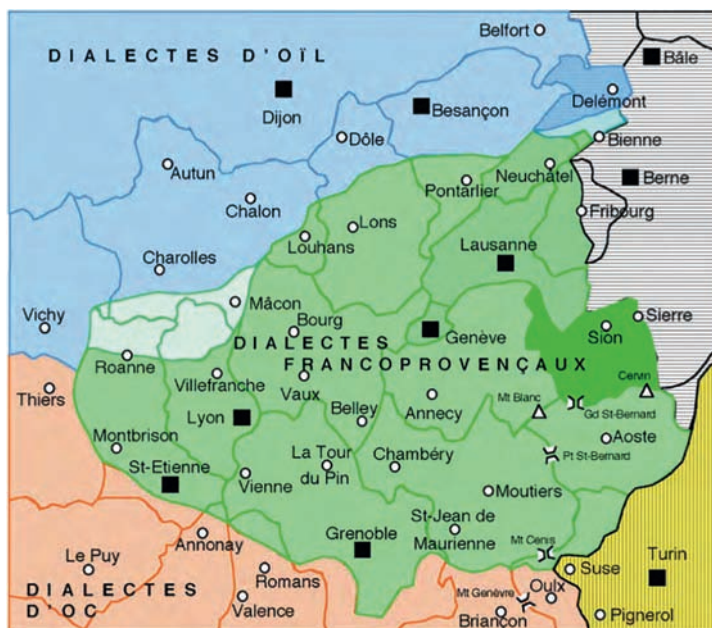 Belfort
DIALECTES D'OÏL
Bâle
Dijon
Besançon
Delémont
Dôle
Bienne
Autun
Neuchâtel
Pontarlier
Berne
Chalon
Lons
Fribourg
Louhans
Lausanne
Charolles
Mâcon
Vichy
Bourg
Sierre
Genève
Sion
DIALECTES
FRANCOPROVENÇAUX
Roanne
Villefranche
Vaux
Cervin
Thiers
Annecy
Mt Blanc
Gd St-Bernard
Lyon
Belley
Aoste
Montbrison
Pt St-Bernard
La Tour
du Pin
Chambéry
St-Etienne
Vienne
Moutiers
St-Jean de
Maurienne
Grenoble
Mt Cenis
Annonay
Le Puy
Romans
Suse
Turin
DIALECTES
D'OC
Valence
Mt Genèvre
Oulx
Briançon
Pignerol